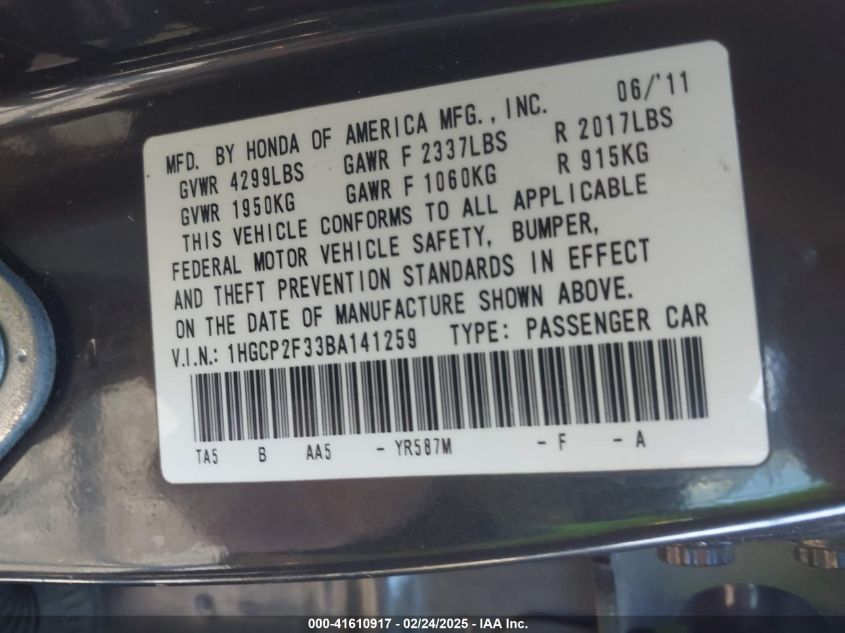 MFD. BY HONDA OF AMERICA MFG., INC. 06/'11
GVWR 4299LBS GAWR F 2337LBS R 2017LBS
GVWR 1950KG GAWR F 1060KG R 915KG
THIS VEHICLE CONFORMS TO ALL APPLICABLE
FEDERAL MOTOR VEHICLE SAFETY, BUMPER,
AND THEFT PREVENTION STANDARDS IN EFFECT
ON THE DATE OF MANUFACTURE SHOWN ABOVE.
V.I.N.: 1HGCP2F33BA141259 TYPE: PASSENGER CAR
TA5 B AA5 - YR587M - F - A
000-41610917 - 02/24/2025 - IAA Inc.